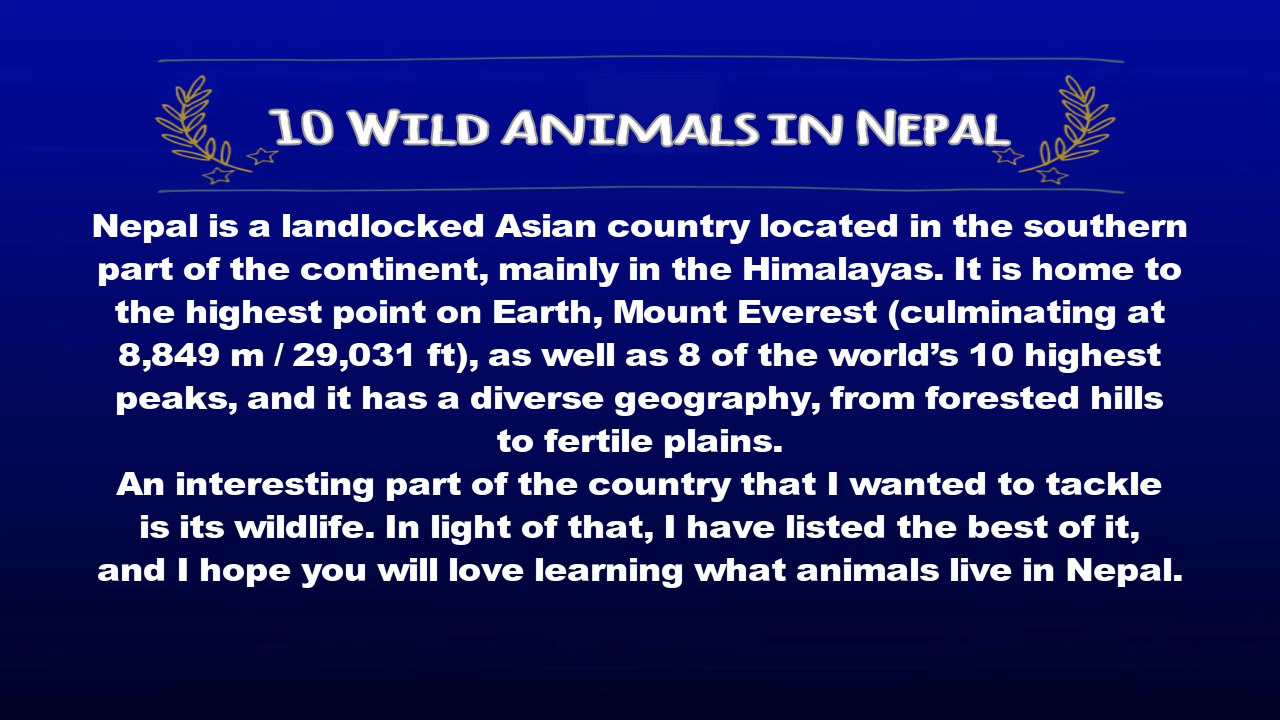 10 Wild Animals in Nepal
Nepal is a landlocked Asian country located in the southern
part of the continent, mainly in the Himalayas. It is home to
the highest point on Earth, Mount Everest (culminating at
8,849 m / 29,031 ft), as well as 8 of the world’s 10 highest
peaks, and it has a diverse geography, from forested hills
to fertile plains.
An interesting part of the country that I wanted to tackle
is its wildlife. In light of that, I have listed the best of it,
and I hope you will love learning what animals live in Nepal.